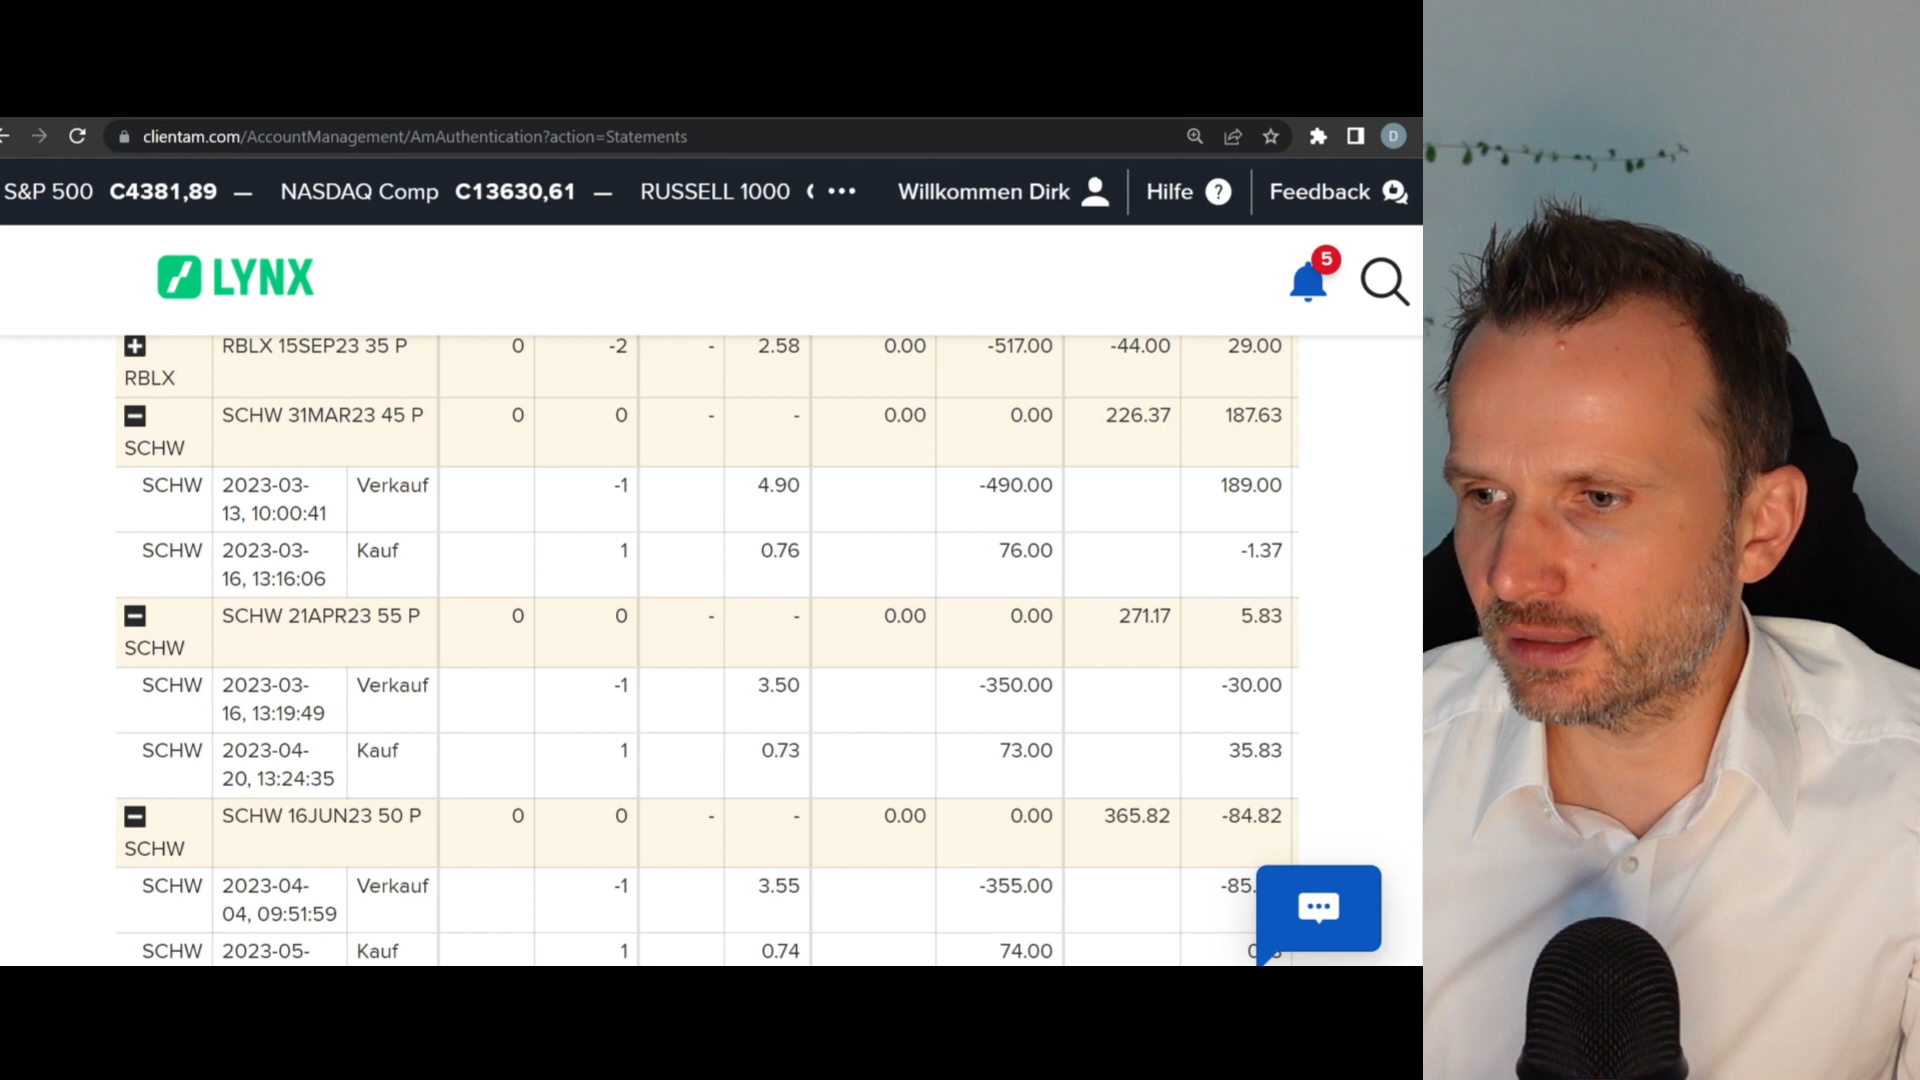 clientam.com/AccountManagement/AmAuthentication?action=Statements
D
S&P 500 C4381,89 — NASDAQ Comp C13630,61 — RUSSELL 1000 ••• Willkommen Dirk Hilfe ? Feedback
LYNX
5
RBLX 15SEP23 35 P 0 -2 - 2.58 0.00 -517.00 -44.00 29.00
RBLX
SCHW 31MAR23 45 P 0 0 - - 0.00 0.00 226.37 187.63
SCHW
SCHW 2023-03- Verkauf -1 4.90 -490.00 189.00
13, 10:00:41
SCHW 2023-03- Kauf 1 0.76 76.00 -1.37
16, 13:16:06
SCHW 21APR23 55 P 0 0 - - 0.00 0.00 271.17 5.83
SCHW
SCHW 2023-03- Verkauf -1 3.50 -350.00 -30.00
16, 13:19:49
SCHW 2023-04- Kauf 1 0.73 73.00 35.83
20, 13:24:35
SCHW 16JUN23 50 P 0 0 - - 0.00 0.00 365.82 -84.82
SCHW
SCHW 2023-04- Verkauf -1 3.55 -355.00 -85.
04, 09:51:59
SCHW 2023-05- Kauf 1 0.74 74.00